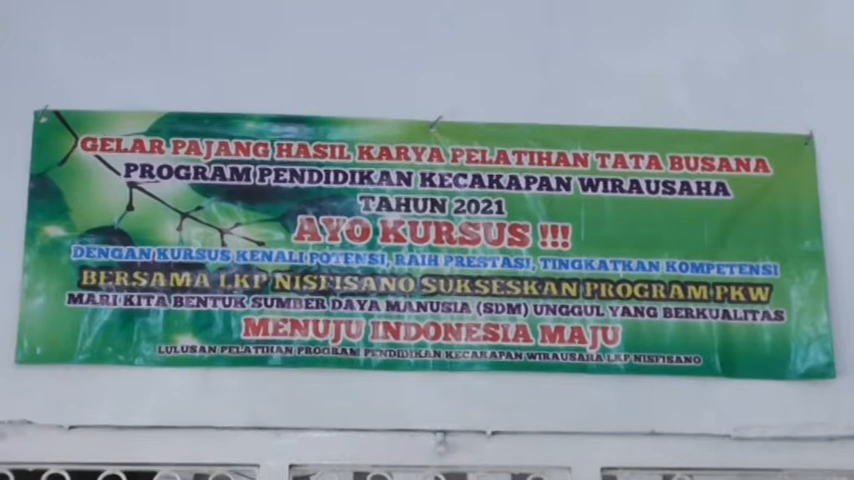 GELAR PAJANG HASIL KARYA PELATIHAN TATA BUSANA
PROGRAM PENDIDIKAN KECAKAPAN WIRAUSAHA
TAHUN 2021
AYO KURSUS !!!
DENGAN KURSUS KENALI POTENSI, RAIH PRESTASI, TINGKATKAN KOMPETENSI
BERSAMA LKP NISFISANO SUKSESKAN PROGRAM PKW
MARI KITA BENTUK SUMBER DAYA MANUSIA (SDM) UNGGUL YANG BERKUALITAS
MENUJU INDONESIA MAJU
LULUSAN PELATIHAN PROGRAM PENDIDIKAN KECAKAPAN WIRAUSAHA LKP NISFISANO